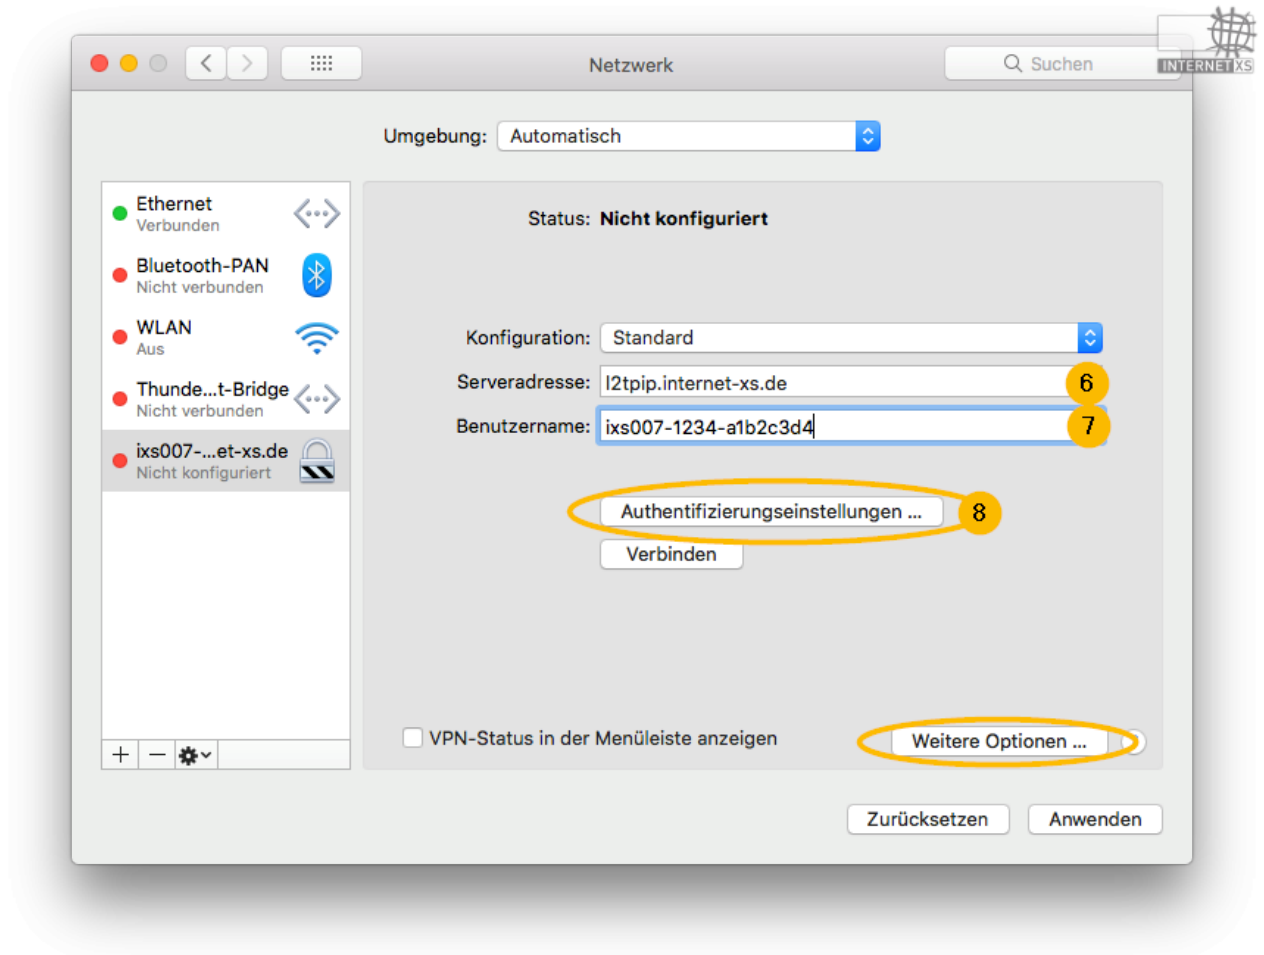 Netzwerk
Suchen
INTERNET XS
Umgebung: Automatisch
Ethernet
Verbunden
Bluetooth-PAN
Nicht verbunden
WLAN
Aus
Thunde...t-Bridge
Nicht verbunden
ixs007-...et-xs.de
Nicht konfiguriert
Status: Nicht konfiguriert
Konfiguration: Standard
Serveradresse: l2tpip.internet-xs.de 6
Benutzername: ixs007-1234-a1b2c3d4 7
Authentifizierungseinstellungen ... 8
Verbinden
VPN-Status in der Menüleiste anzeigen
Weitere Optionen ...
Zurücksetzen
Anwenden